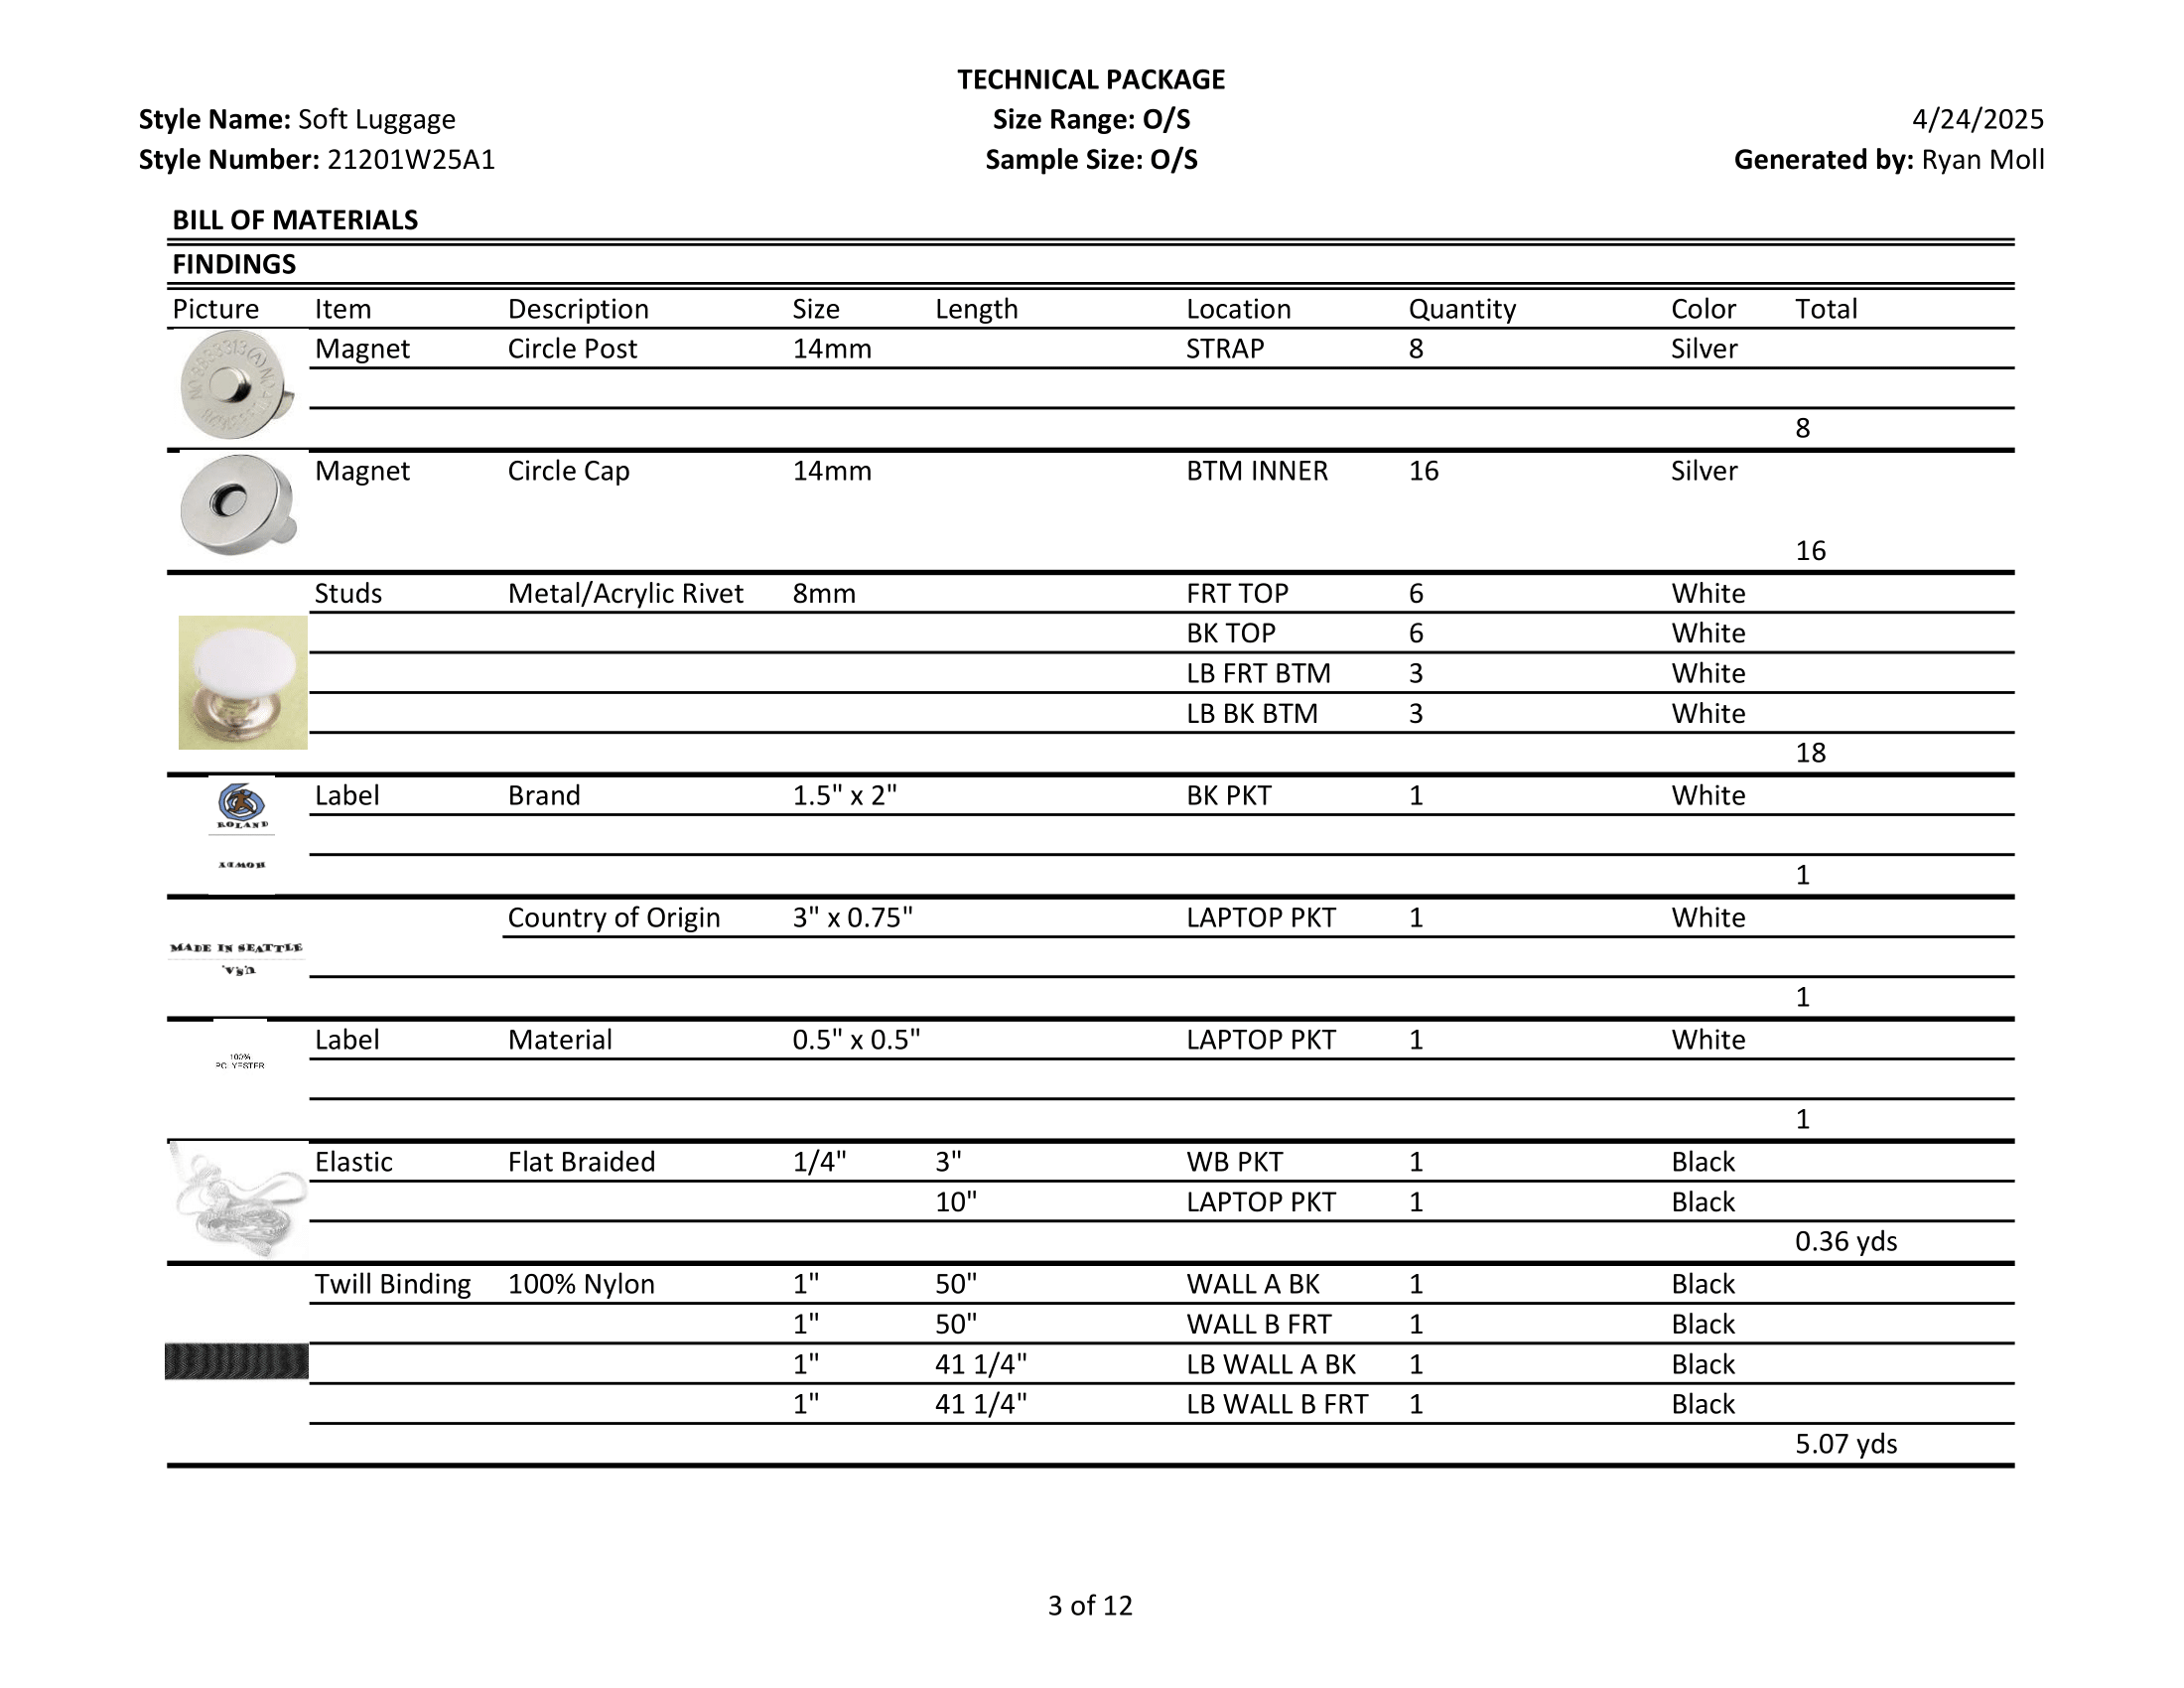 TECHNICAL PACKAGE
Style Name: Soft Luggage Size Range: O/S 4/24/2025
Style Number: 21201W25A1 Sample Size: O/S Generated by: Ryan Moll
BILL OF MATERIALS
FINDINGS
Picture Item Description Size Length Location Quantity Color Total
Magnet Circle Post 14mm STRAP 8 Silver
8
Magnet Circle Cap 14mm BTM INNER 16 Silver
16
Studs Metal/Acrylic Rivet 8mm FRT TOP 6 White
BK TOP 6 White
LB FRT BTM 3 White
LB BK BTM 3 White
18
Label Brand 1.5" x 2" BK PKT 1 White
ROLAND
1
Country of Origin 3" x 0.75" LAPTOP PKT 1 White
MADE IN SEATTLE
U.S.A.
1
Label Material 0.5" x 0.5" LAPTOP PKT 1 White
100%
1
Elastic Flat Braided 1/4" 3" WB PKT 1 Black
10" LAPTOP PKT 1 Black
0.36 yds
Twill Binding 100% Nylon 1" 50" WALL A BK 1 Black
1" 50" WALL B FRT 1 Black
1" 41 1/4" LB WALL A BK 1 Black
1" 41 1/4" LB WALL B FRT 1 Black
5.07 yds
3 of 12